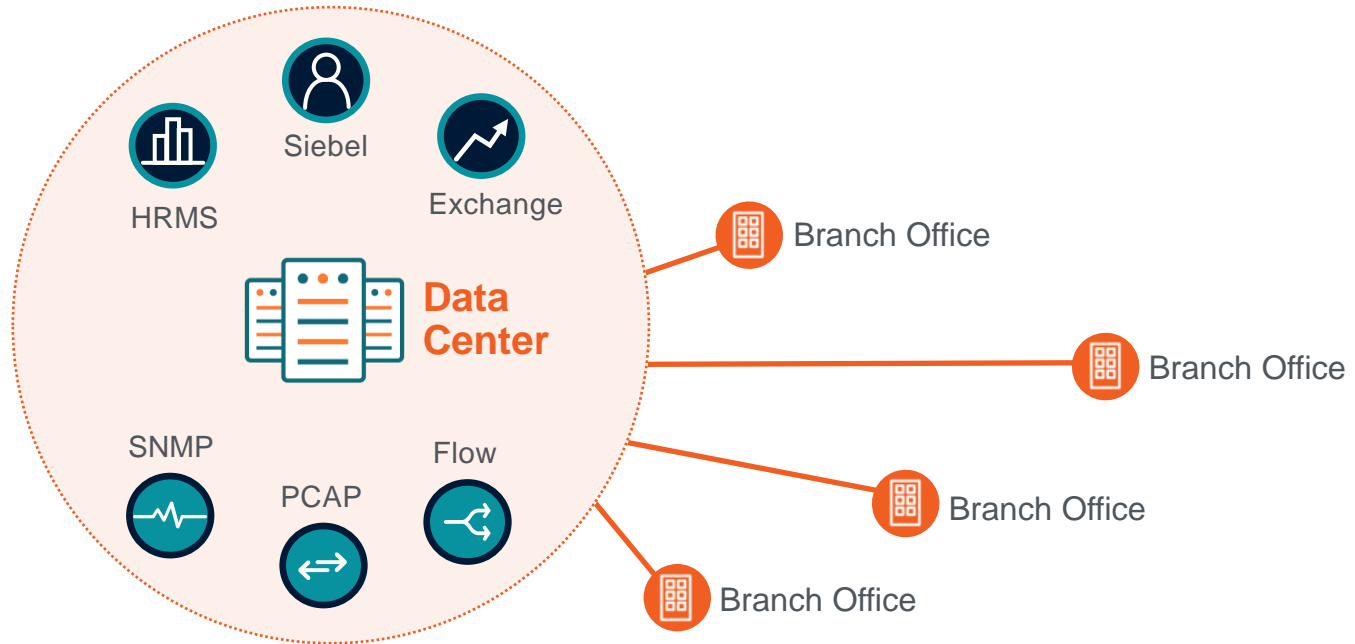 Siebel
HRMS
Exchange
Data
Center
SNMP
PCAP
Flow
Branch Office
Branch Office
Branch Office
Branch Office